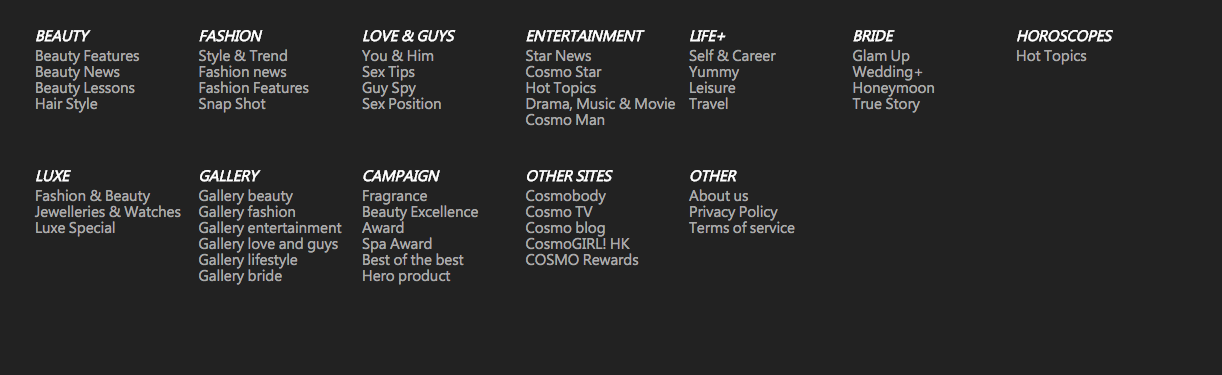 BEAUTY
Beauty Features
Beauty News
Beauty Lessons
Hair Style
FASHION
Style & Trend
Fashion news
Fashion Features
Snap Shot
LOVE & GUYS
You & Him
Sex Tips
Guy Spy
Sex Position
ENTERTAINMENT
Star News
Cosmo Star
Hot Topics
Drama, Music & Movie
Cosmo Man
LIFE+
Self & Career
Yummy
Leisure
Travel
BRIDE
Glam Up
Wedding+
Honeymoon
True Story
HOROSCOPES
Hot Topics
LUXE
Fashion & Beauty
Jewelleries & Watches
Luxe Special
GALLERY
Gallery beauty
Gallery fashion
Gallery entertainment
Gallery love and guys
Gallery lifestyle
Gallery bride
CAMPAIGN
Fragrance
Beauty Excellence
Award
Spa Award
Best of the best
Hero product
OTHER SITES
Cosmobody
Cosmo TV
Cosmo blog
CosmoGIRL! HK
COSMO Rewards
OTHER
About us
Privacy Policy
Terms of service